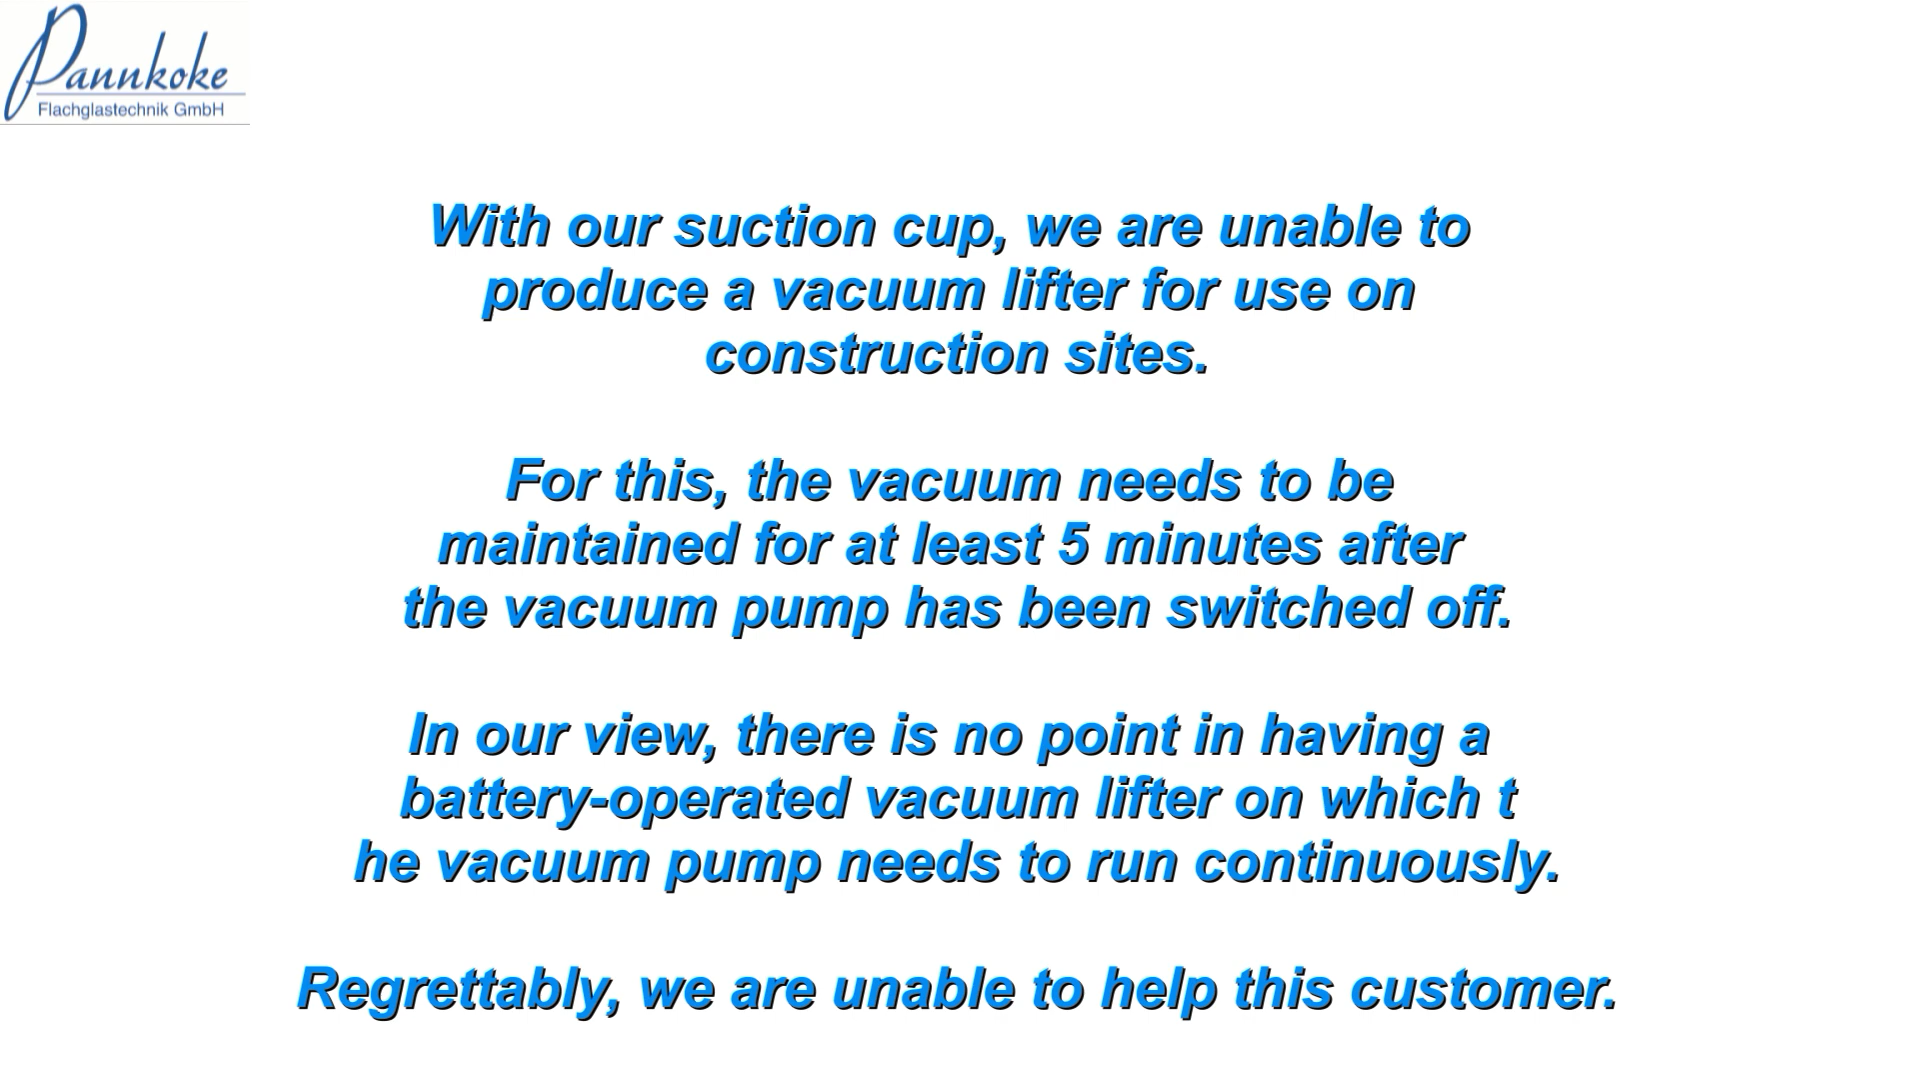 Pannkoke
Flachglastechnik GmbH
With our suction cup, we are unable to
produce a vacuum lifter for use on
construction sites.
For this, the vacuum needs to be
maintained for at least 5 minutes after
the vacuum pump has been switched off.
In our view, there is no point in having a
battery-operated vacuum lifter on which t
he vacuum pump needs to run continuously.
Regrettably, we are unable to help this customer.